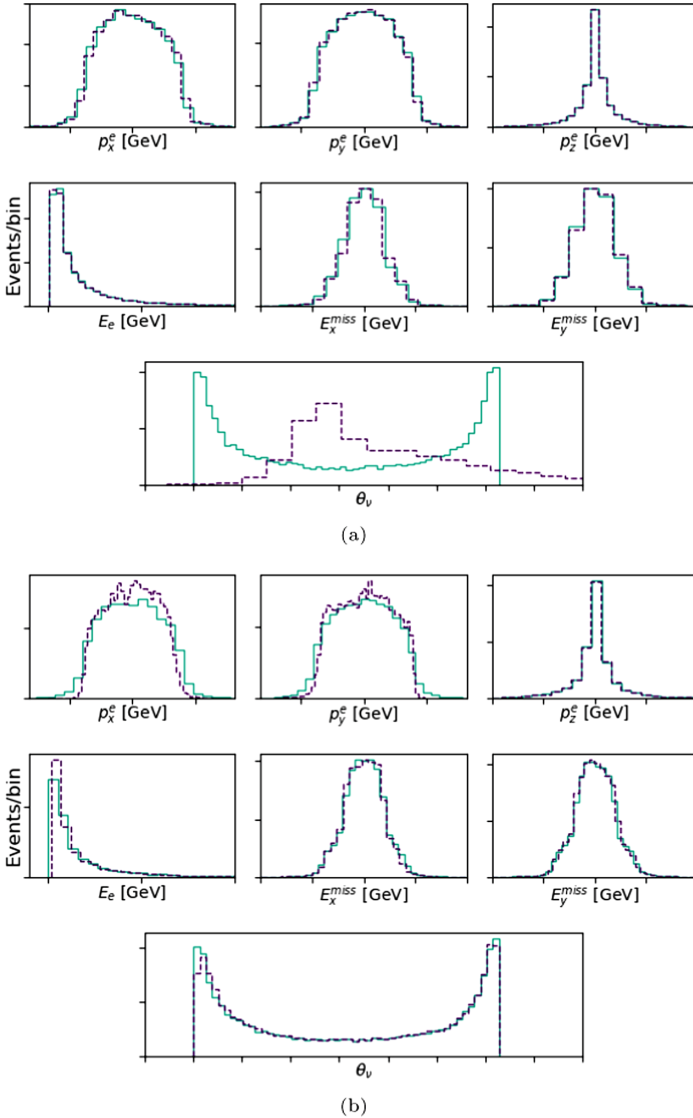 p_x^e [GeV] p_y^e [GeV] p_z^e [GeV]
Events/bin
E_e [GeV] E_x^{miss} [GeV] E_y^{miss} [GeV]
θ_ν
(a)
p_x^e [GeV] p_y^e [GeV] p_z^e [GeV]
Events/bin
E_e [GeV] E_x^{miss} [GeV] E_y^{miss} [GeV]
θ_ν
(b)